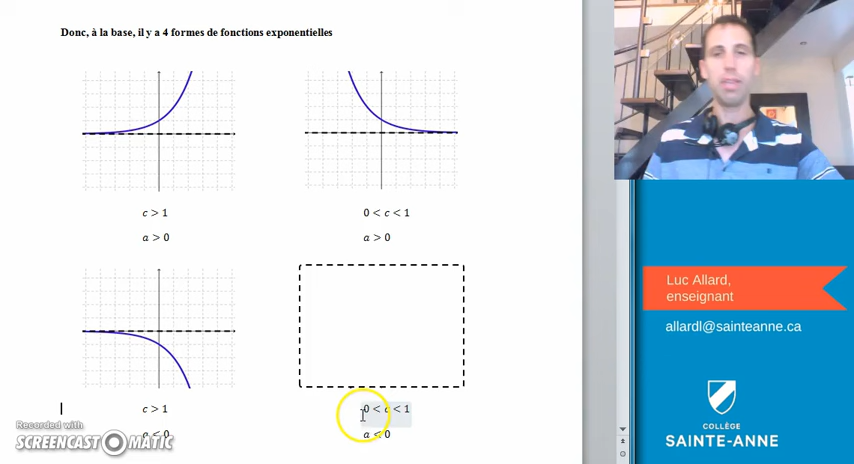 Donc, à la base, il y a 4 formes de fonctions exponentielles
c > 1
0 < c < 1
a > 0
a > 0
c > 1
0 < c < 1
a < 0
a < 0
Recorded with
SCREENCAST MATIC
Luc Allard,
enseignant
allardl@sainteanne.ca
COLLÈGE
SAINTE-ANNE